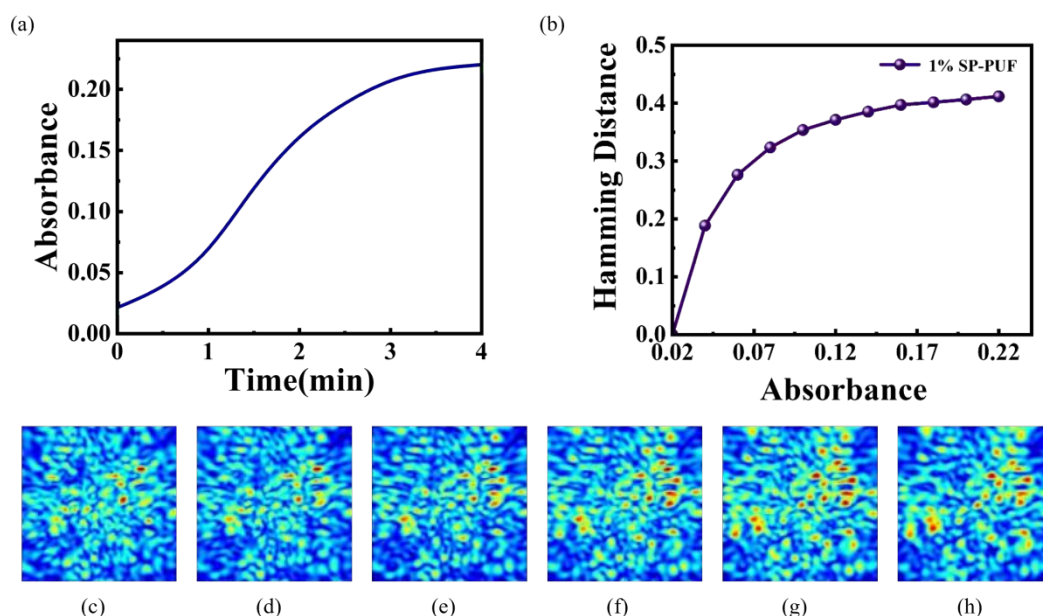 (a)
Absorbance
0.20
0.15
0.10
0.05
0.00
0 1 2 3 4
Time(min)
(b)
Hamming Distance
0.5
0.4
0.3
0.2
0.1
0.0
1% SP-PUF
0.02 0.07 0.12 0.17 0.22
Absorbance
(c) (d) (e) (f) (g) (h)